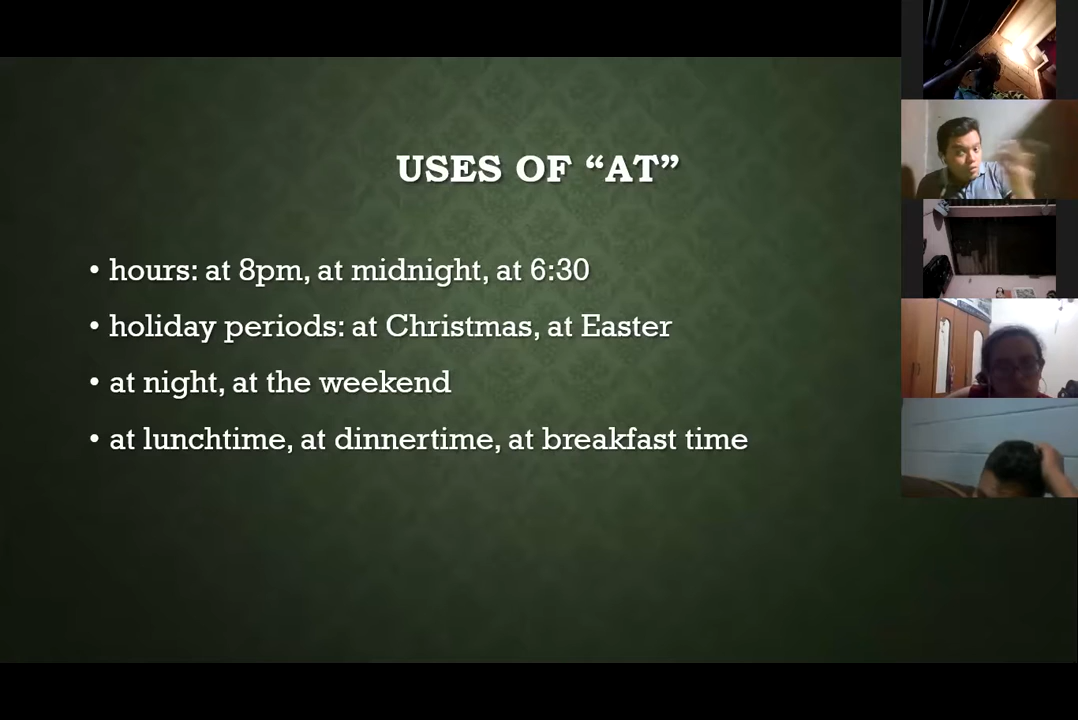 USES OF “AT”
• hours: at 8pm, at midnight, at 6:30
• holiday periods: at Christmas, at Easter
• at night, at the weekend
• at lunchtime, at dinnertime, at breakfast time